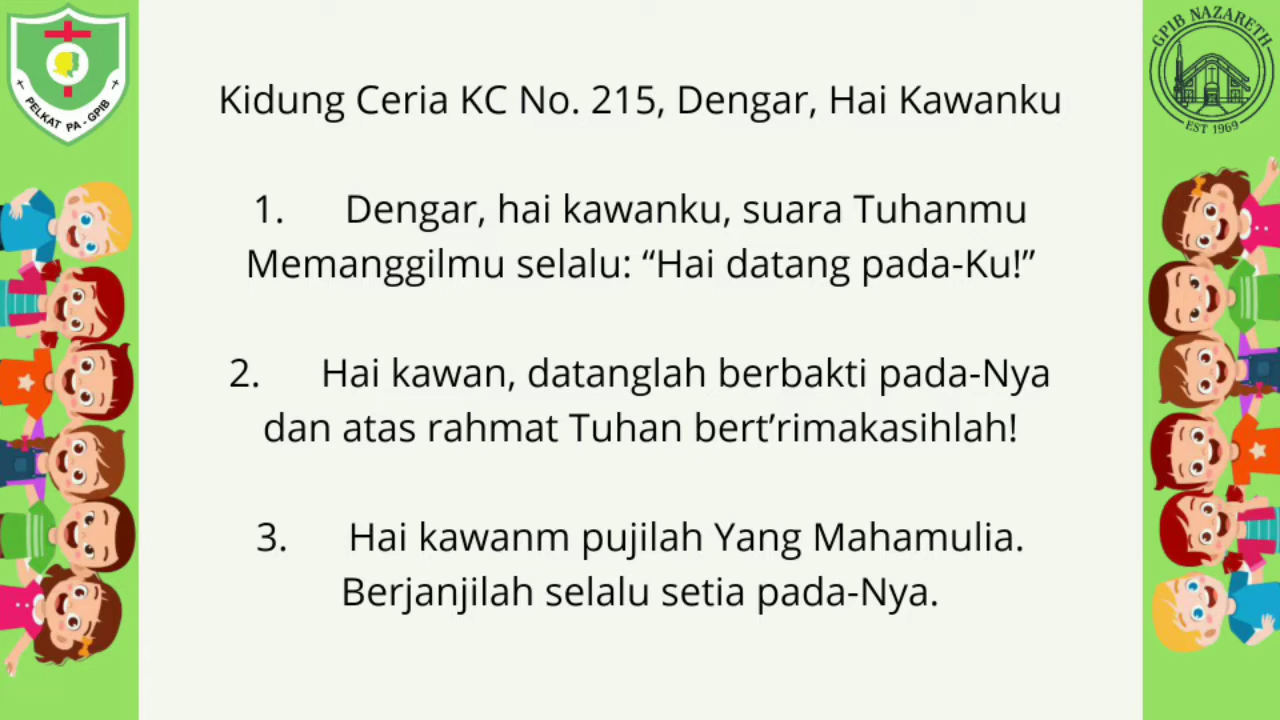 PELKAT PA - GPIB
GPIB NAZARETH
EST 1969
Kidung Ceria KC No. 215, Dengar, Hai Kawanku
1. Dengar, hai kawanku, suara Tuhanmu
Memanggilmu selalu: “Hai datang pada-Ku!”
2. Hai kawan, datanglah berbakti pada-Nya
dan atas rahmat Tuhan bert’rimakasihlah!
3. Hai kawanm pujilah Yang Mahamulia.
Berjanjilah selalu setia pada-Nya.